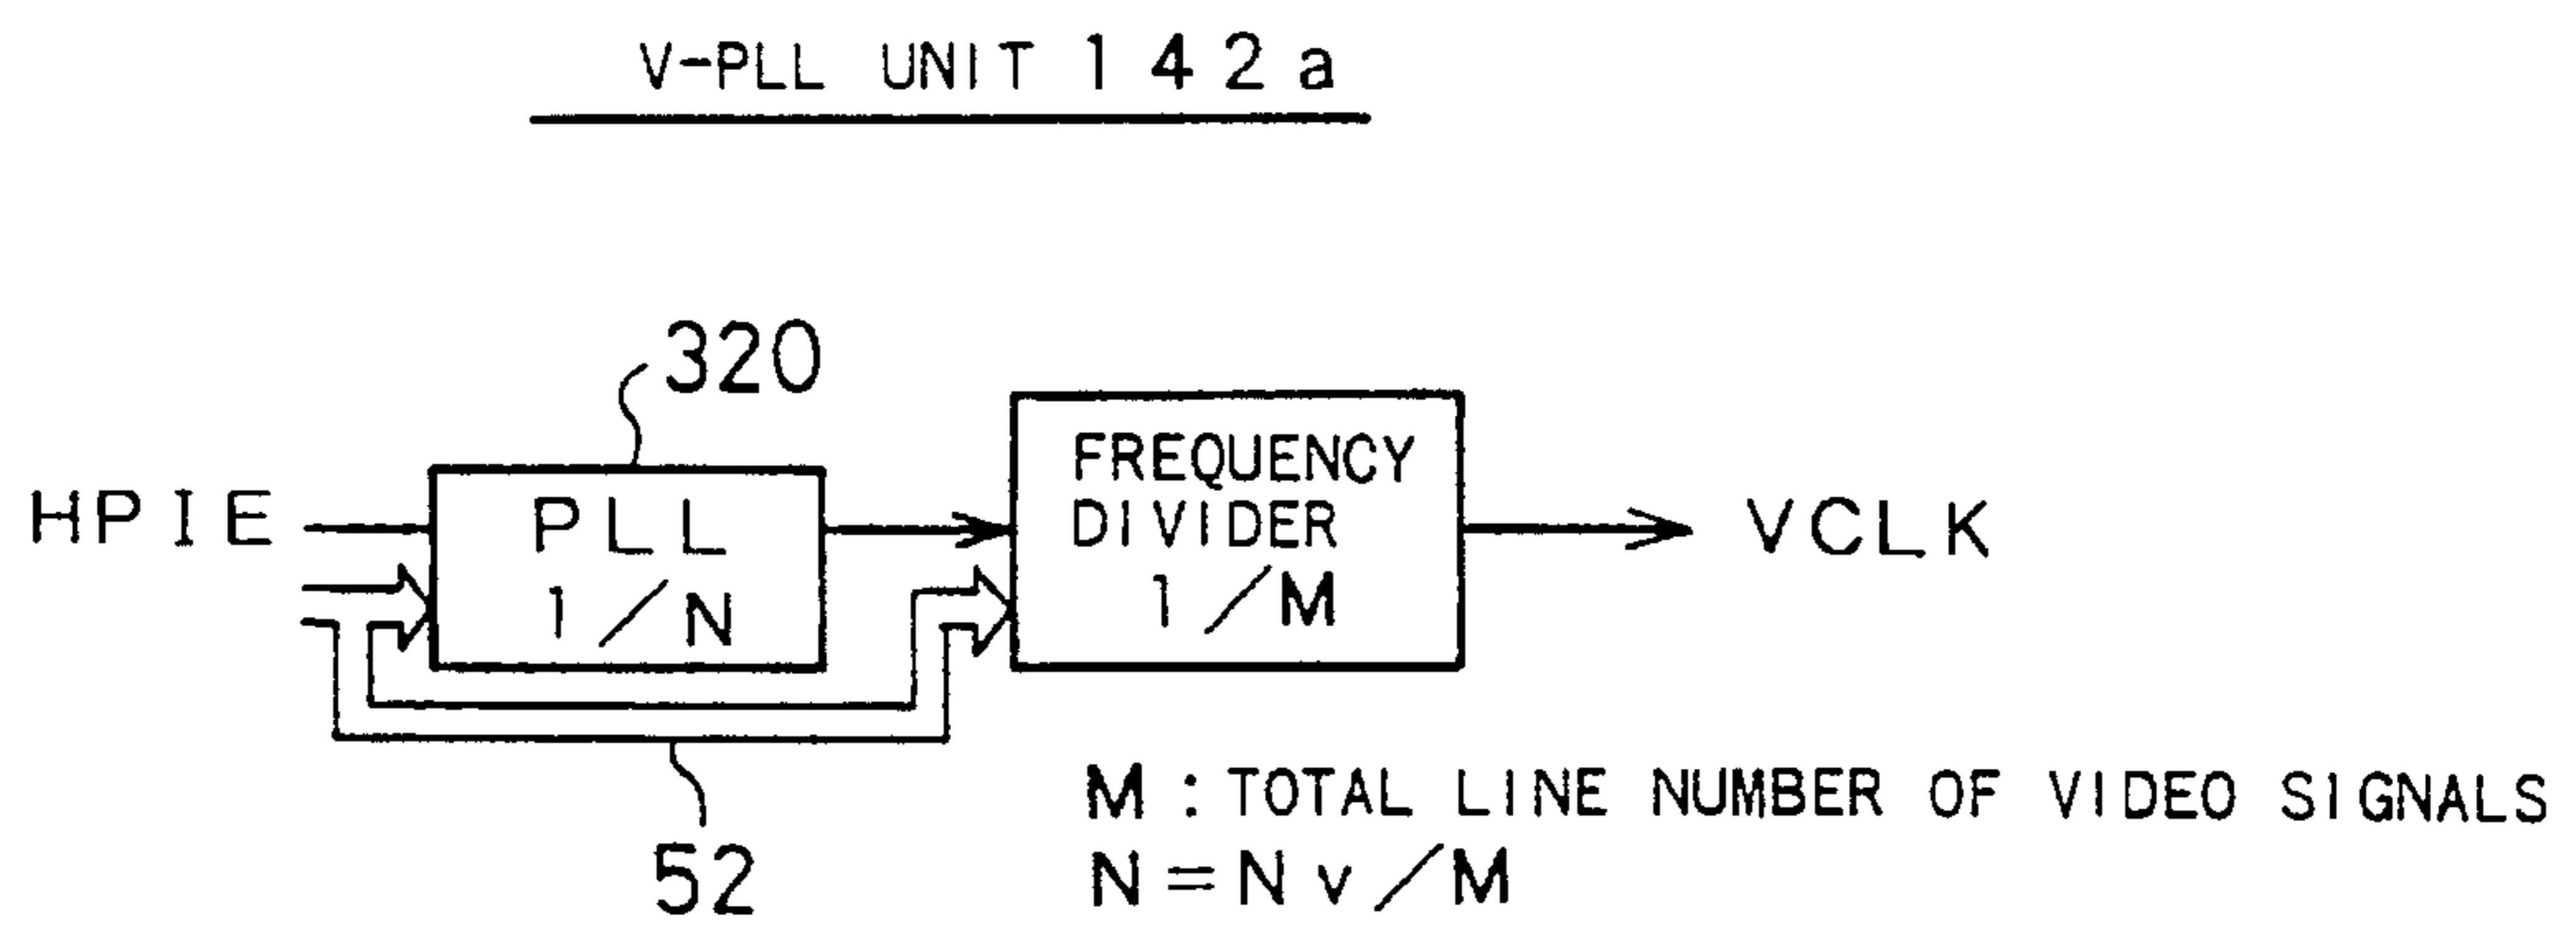 V-PLL UNIT 142a
320
HPIE
PLL
1/N
FREQUENCY
DIVIDER
1/M
VCLK
52
M : TOTAL LINE NUMBER OF VIDEO SIGNALS
N = Nv/M